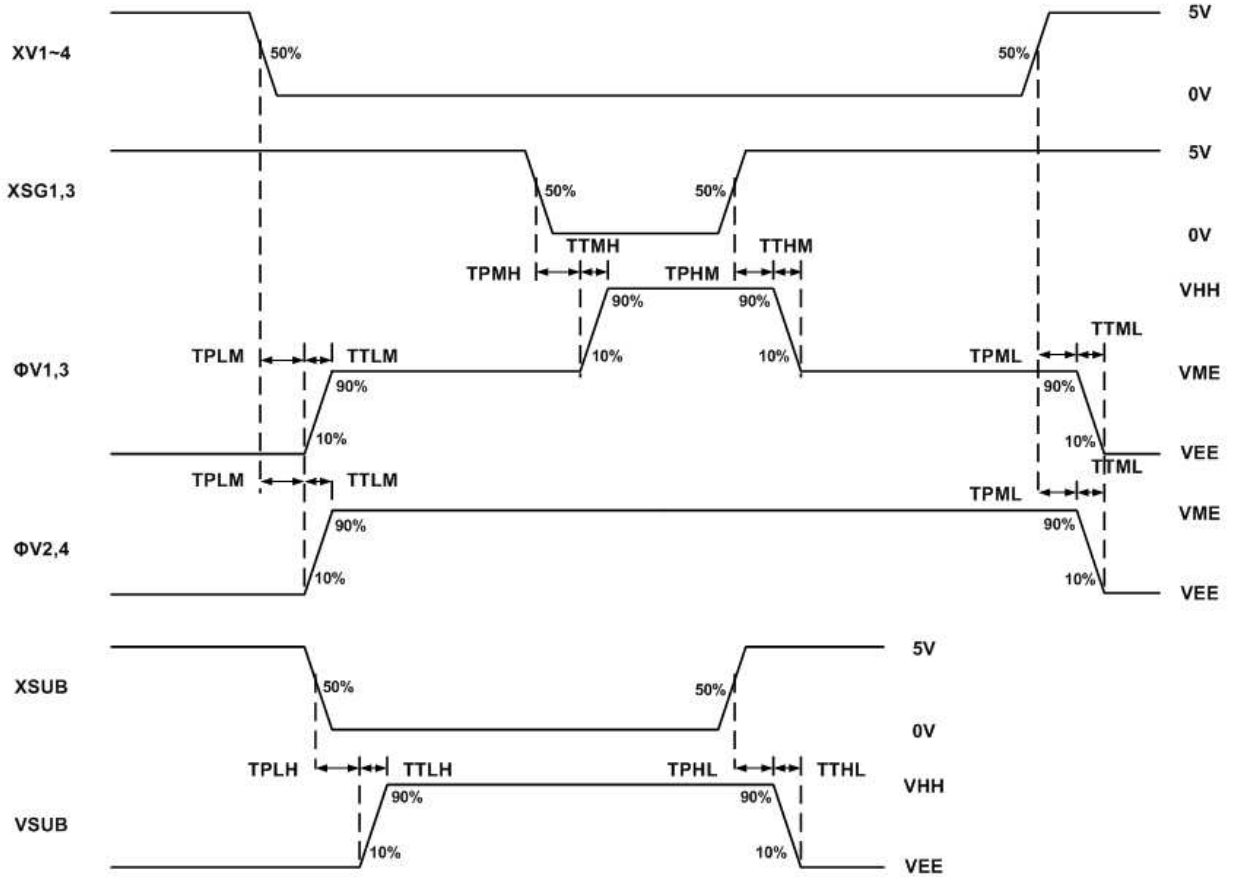 5V
XV1~4
50%
50%
0V
5V
XSG1,3
50%
50%
0V
TTMH
TTHM
TPMH
TPHM
VHH
90%
90%
TTML
TPLM
TTLM
10%
10%
TPML
ΦV1,3
VME
90%
90%
10%
10%
VEE
TPLM
TTLM
TPML
TTML
VME
90%
90%
ΦV2,4
10%
10%
VEE
5V
XSUB
50%
50%
0V
TPLH
TTLH
TPHL
TTHL
VHH
90%
90%
VSUB
10%
10%
VEE